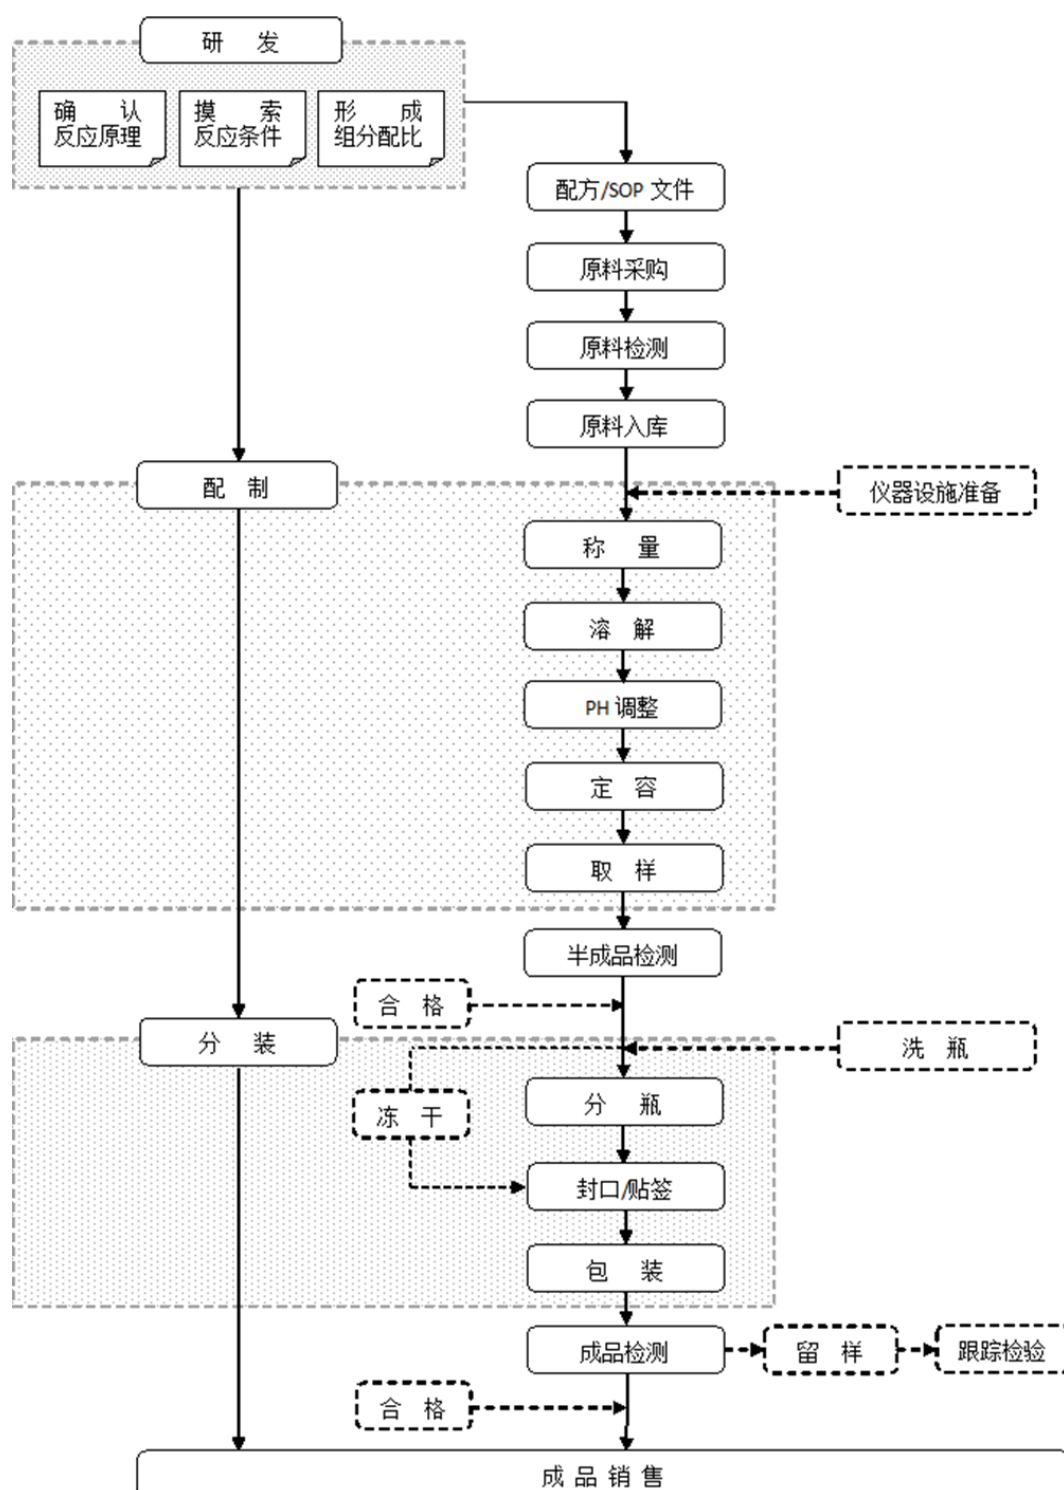 研 发
确 认
反应原理
摸 索
反应条件
形 成
组分配比
配方/SOP 文件
原料采购
原料检测
原料入库
配 制
仪器设施准备
称 量
溶 解
PH 调整
定 容
取 样
半成品检测
合 格
分 装
洗 瓶
冻 干
分 瓶
封口/贴签
包 装
成品检测
留 样
跟踪检验
合 格
成 品 销 售